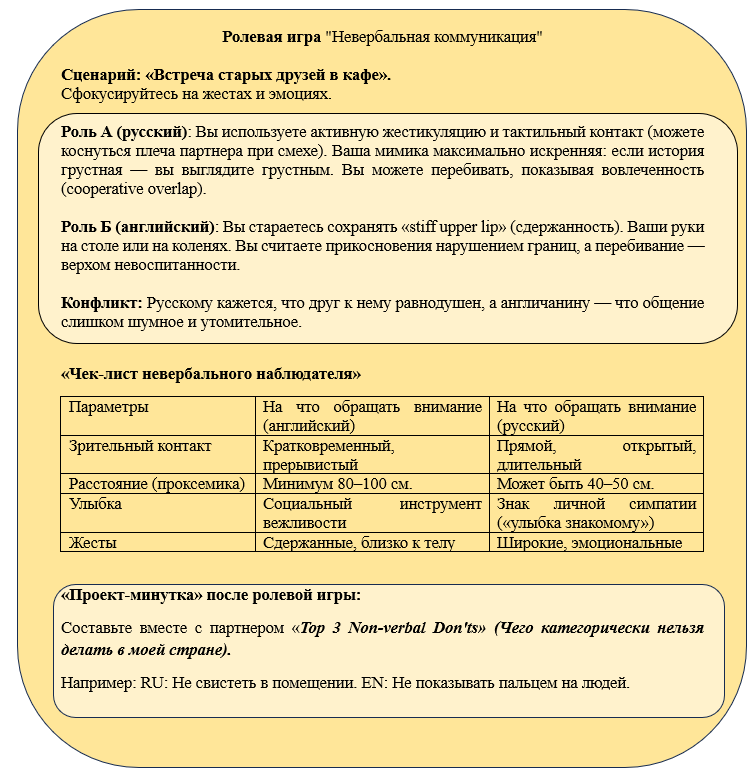 Ролевая игра "Невербальная коммуникация"
Сценарий: «Встреча старых друзей в кафе».
Сфокусируйтесь на жестах и эмоциях.
Роль А (русский): Вы используете активную жестикуляцию и тактильный контакт (можете
коснуться плеча партнера при смехе). Ваша мимика максимально искренняя: если история
грустная — вы выглядите грустным. Вы можете перебивать, показывая вовлеченность
(cooperative overlap).
Роль Б (английский): Вы стараетесь сохранять «stiff upper lip» (сдержанность). Ваши руки
на столе или на коленях. Вы считаете прикосновения нарушением границ, а перебивание —
верхом невоспитанности.
Конфликт: Русскому кажется, что друг к нему равнодушен, а англичанину — что общение
слишком шумное и утомительное.
«Чек-лист невербального наблюдателя»
Параметры
На что обращать внимание
(английский)
На что обращать внимание
(русский)
Зрительный контакт
Кратковременный,
прерывистый
Прямой, открытый,
длительный
Расстояние (проксемика)
Минимум 80–100 см.
Может быть 40–50 см.
Улыбка
Социальный инструмент
вежливости
Знак личной симпатии
(«улыбка знакомому»)
Жесты
Сдержанные, близко к телу
Широкие, эмоциональные
«Проект-минутка» после ролевой игры:
Составьте вместе с партнером «Top 3 Non-verbal Don'ts» (Чего категорически нельзя
делать в моей стране).
Например: RU: Не свистеть в помещении. EN: Не показывать пальцем на людей.